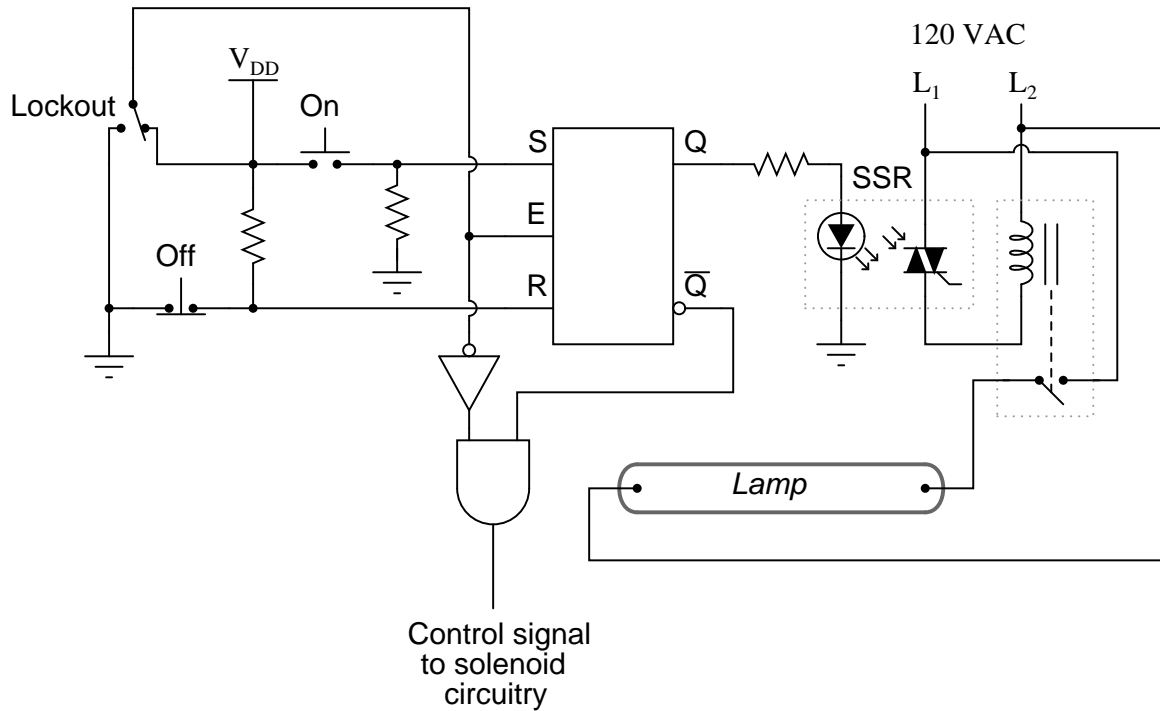 120 VAC
L1
L2
VDD
Lockout
On
S
Q
SSR
E
Off
R
Q̅
Lamp
Control signal
to solenoid
circuitry